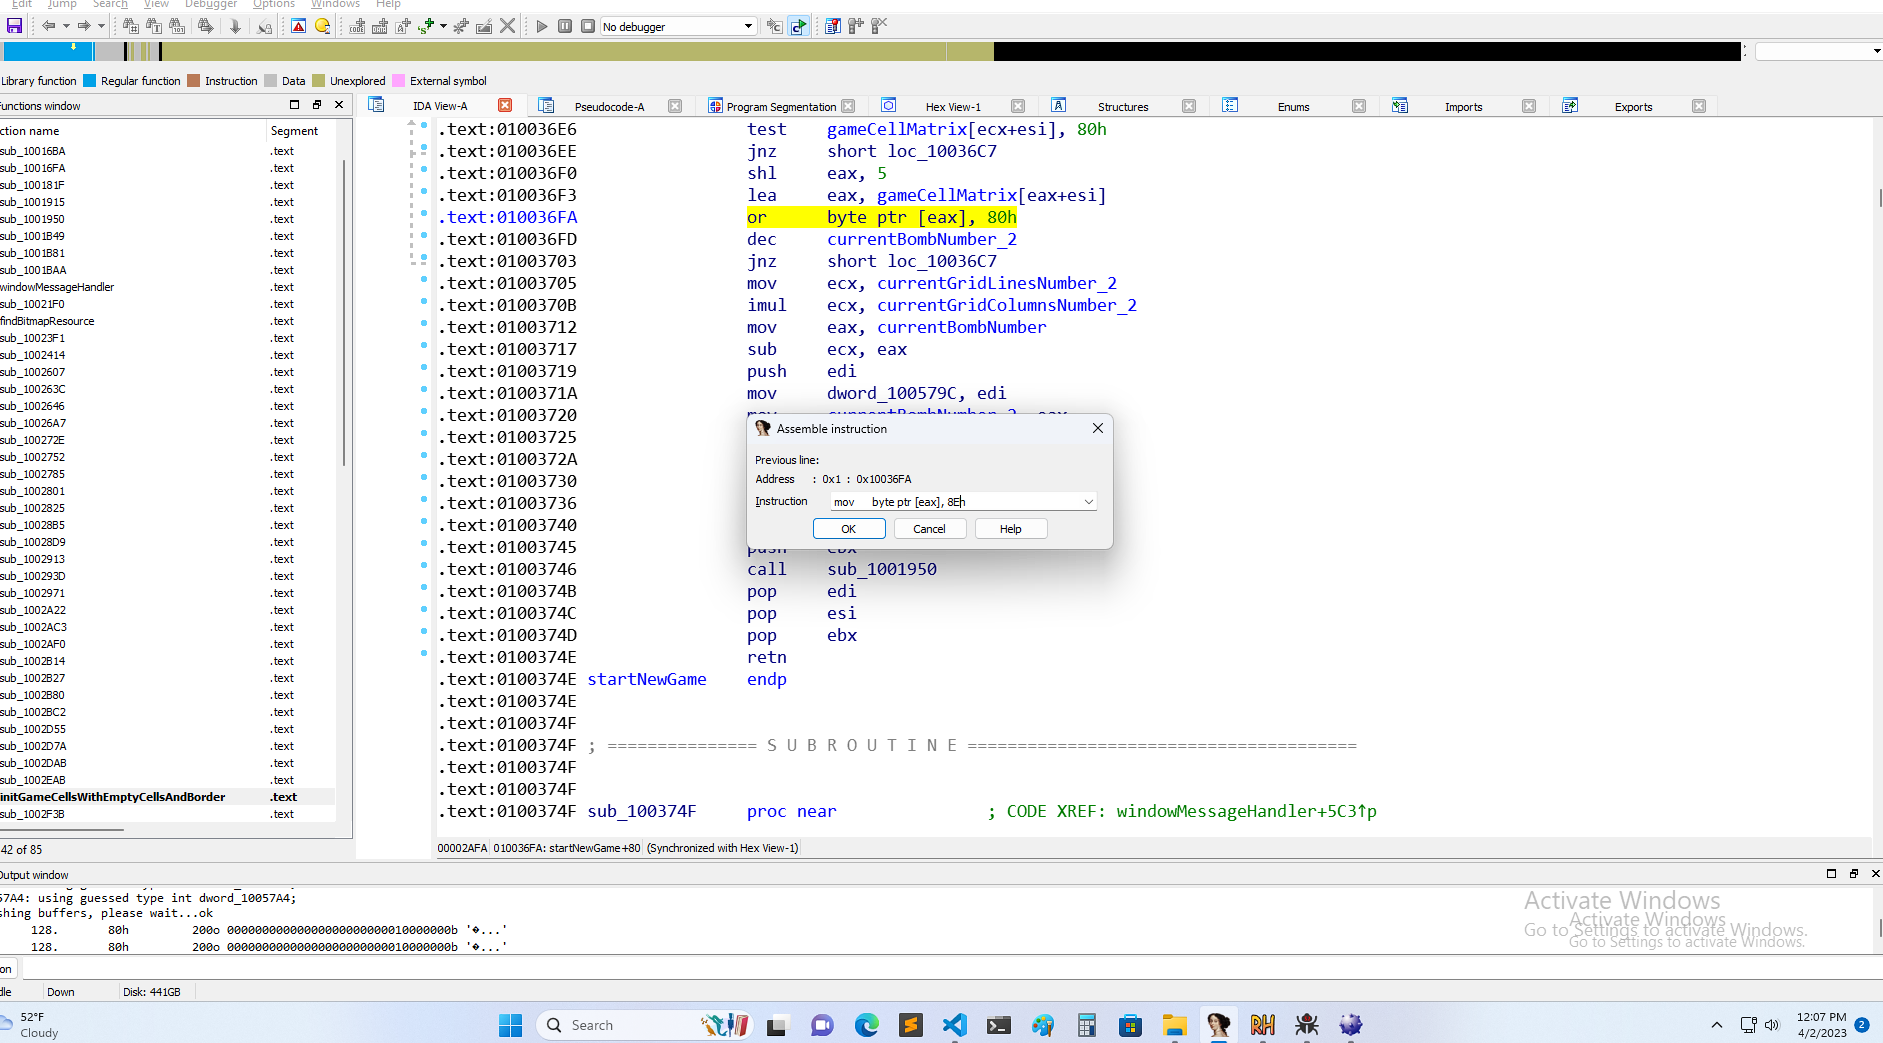 Edit Jump Search View Debugger Options Windows Help
No debugger
Library function Regular function Instruction Data Unexplored External symbol
unctions window
IDA View-A Pseudocode-A Program Segmentation Hex View-1 Structures Enums Imports Exports
ction name Segment
sub_10016BA .text
sub_10016FA .text
sub_100181F .text
sub_1001915 .text
sub_1001950 .text
sub_1001B49 .text
sub_1001B81 .text
sub_1001BAA .text
windowMessageHandler .text
sub_10021F0 .text
findBitmapResource .text
sub_10023F1 .text
sub_1002414 .text
sub_1002607 .text
sub_100263C .text
sub_1002646 .text
sub_10026A7 .text
sub_100272E .text
sub_1002752 .text
sub_1002785 .text
sub_1002801 .text
sub_1002825 .text
sub_10028B5 .text
sub_10028D9 .text
sub_1002913 .text
sub_100293D .text
sub_1002971 .text
sub_1002A22 .text
sub_1002AC3 .text
sub_1002AF0 .text
sub_1002B14 .text
sub_1002B27 .text
sub_1002B80 .text
sub_1002BC2 .text
sub_1002D55 .text
sub_1002D7A .text
sub_1002DAB .text
sub_1002EAB .text
initGameCellsWithEmptyCellsAndBorder .text
sub_1002F3B .text
42 of 85
.text:010036E6 test gameCellMatrix[ecx+esi], 80h
.text:010036EE jnz short loc_10036C7
.text:010036F0 shl eax, 5
.text:010036F3 lea eax, gameCellMatrix[eax+esi]
.text:010036FA or byte ptr [eax], 80h
.text:010036FD dec currentBombNumber_2
.text:01003703 jnz short loc_10036C7
.text:01003705 mov ecx, currentGridLinesNumber_2
.text:0100370B imul ecx, currentGridColumnsNumber_2
.text:01003712 mov eax, currentBombNumber
.text:01003717 sub ecx, eax
.text:01003719 push edi
.text:0100371A mov dword_100579C, edi
.text:01003720 mov currentBombNumber_2, eax
.text:01003725
.text:0100372A
.text:01003730
.text:01003736
.text:01003740
.text:01003745 push ebx
.text:01003746 call sub_1001950
.text:0100374B pop edi
.text:0100374C pop esi
.text:0100374D pop ebx
.text:0100374E retn
.text:0100374E startNewGame endp
.text:0100374E
.text:0100374F
.text:0100374F ; =============== S U B R O U T I N E =======================================
.text:0100374F
.text:0100374F
.text:0100374F sub_100374F proc near ; CODE XREF: windowMessageHandler+5C3↑p
00002AFA 010036FA: startNewGame+80 (Synchronized with Hex View-1)
Assemble instruction
Previous line:
Address : 0x1 : 0x10036FA
Instruction mov byte ptr [eax], 8Eh
OK Cancel Help
Output window
57A4: using guessed type int dword_10057A4;
shing buffers, please wait...ok
128. 80h 200o 00000000000000000000000010000000b '�...'
128. 80h 200o 00000000000000000000000010000000b '�...'
on
dle Down Disk: 441GB
Activate Windows
Go to Settings to activate Windows.
Activate Windows
Go to Settings to activate Windows.
52°F
Cloudy
Search
RH
12:07 PM
4/2/2023
2